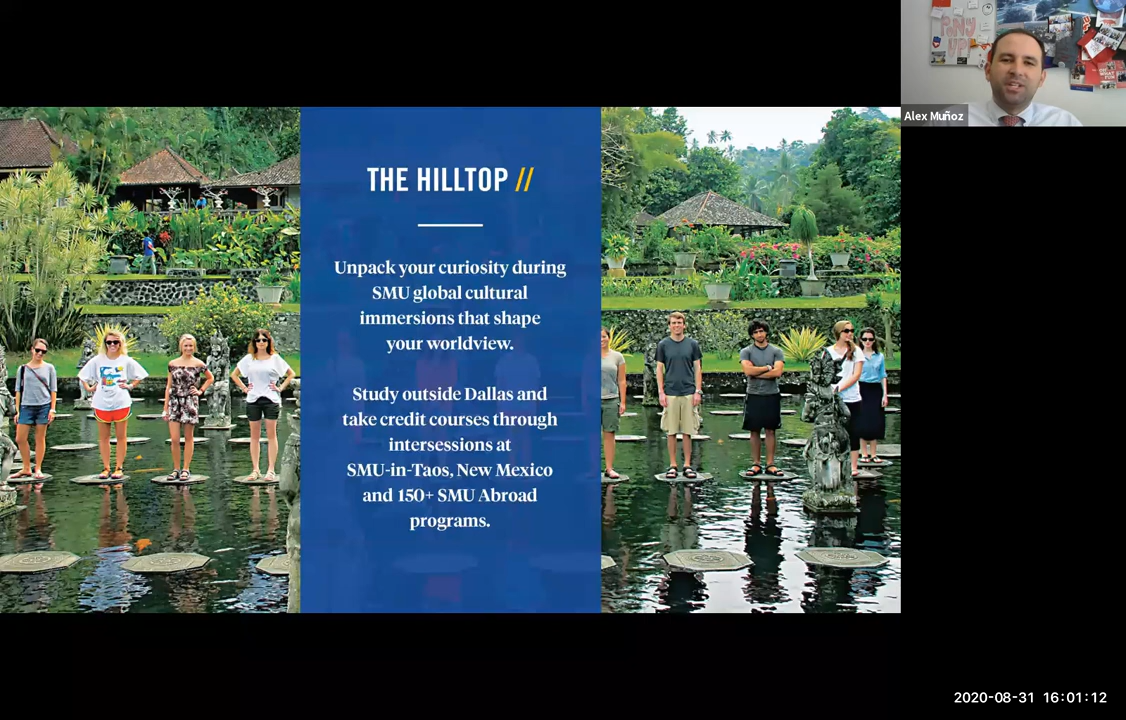 PONY
UP
Alex Muñoz
THE HILLTOP //
Unpack your curiosity during
SMU global cultural
immersions that shape
your worldview.
Study outside Dallas and
take credit courses through
intersessions at
SMU-in-Taos, New Mexico
and 150+ SMU Abroad
programs.
2020-08-31 16:01:12